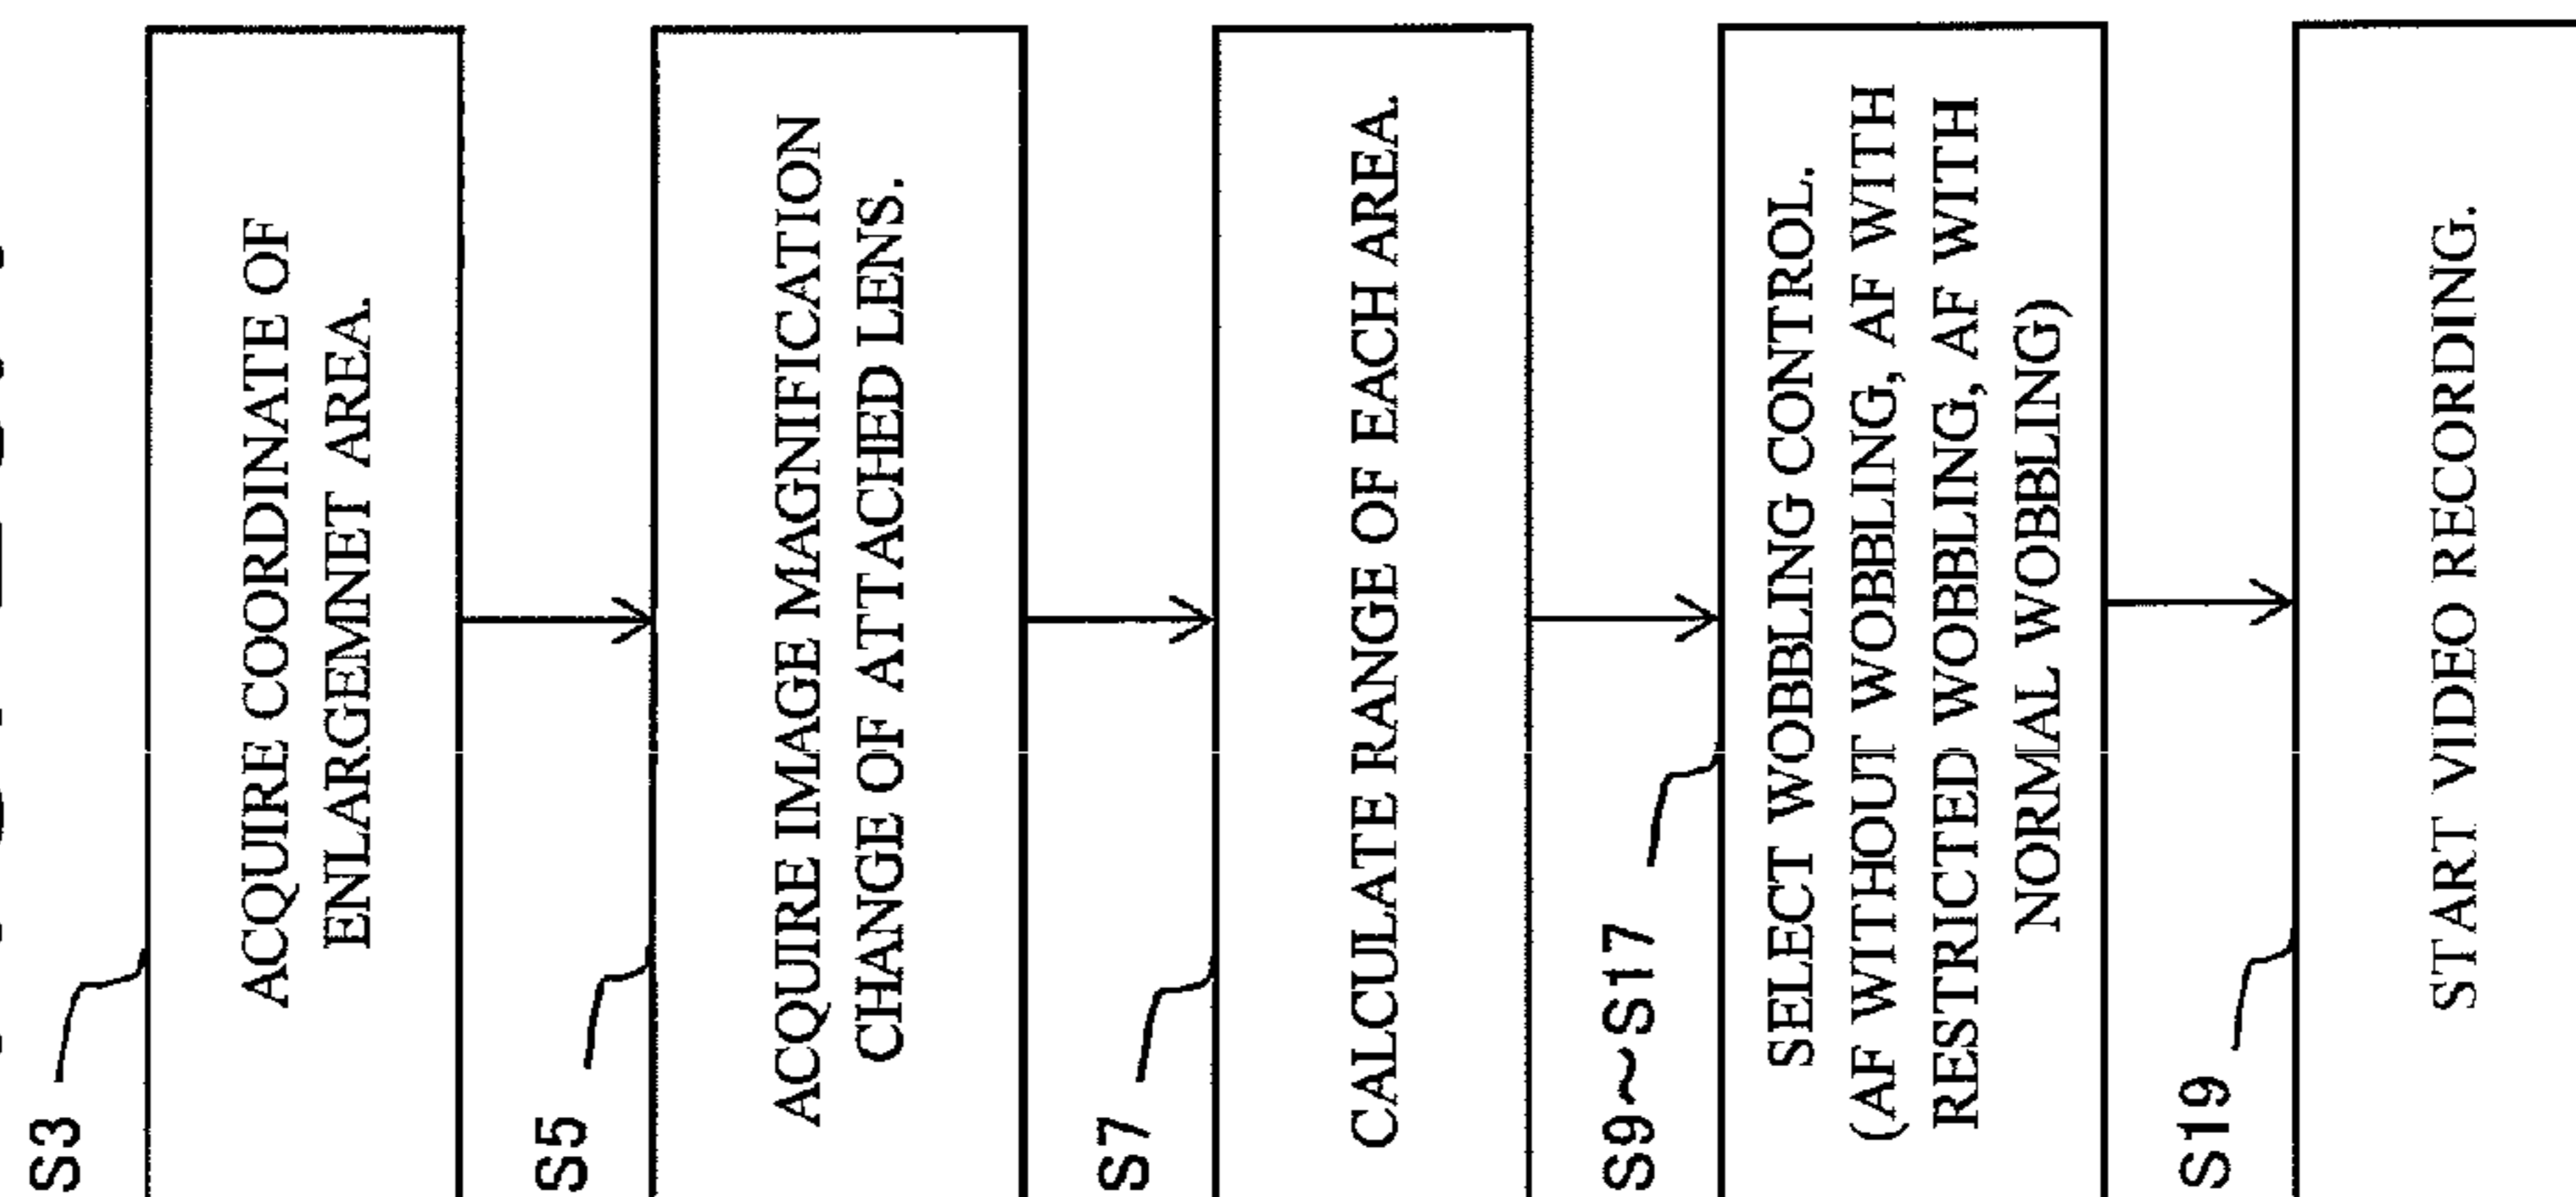 S3
ACQUIRE COORDINATE OF
ENLARGEMNET AREA.
S5
ACQUIRE IMAGE MAGNIFICATION
CHANGE OF ATTACHED LENS.
S7
CALCULATE RANGE OF EACH AREA.
S9~S17
SELECT WOBBLING CONTROL.
(AF WITHOUT WOBBLING, AF WITH
RESTRICTED WOBBLING, AF WITH
NORMAL WOBBLING)
S19
START VIDEO RECORDING.